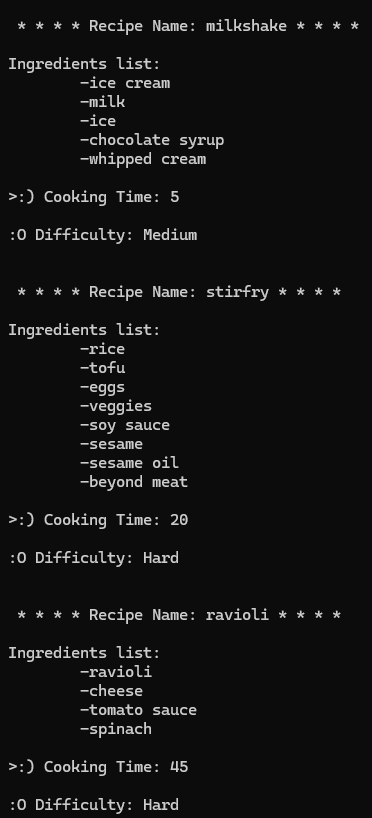 * * * * Recipe Name: milkshake * * * *
Ingredients list:
-ice cream
-milk
-ice
-chocolate syrup
-whipped cream
>:) Cooking Time: 5
:O Difficulty: Medium
* * * * Recipe Name: stirfry * * * *
Ingredients list:
-rice
-tofu
-eggs
-veggies
-soy sauce
-sesame
-sesame oil
-beyond meat
>:) Cooking Time: 20
:O Difficulty: Hard
* * * * Recipe Name: ravioli * * * *
Ingredients list:
-ravioli
-cheese
-tomato sauce
-spinach
>:) Cooking Time: 45
:O Difficulty: Hard